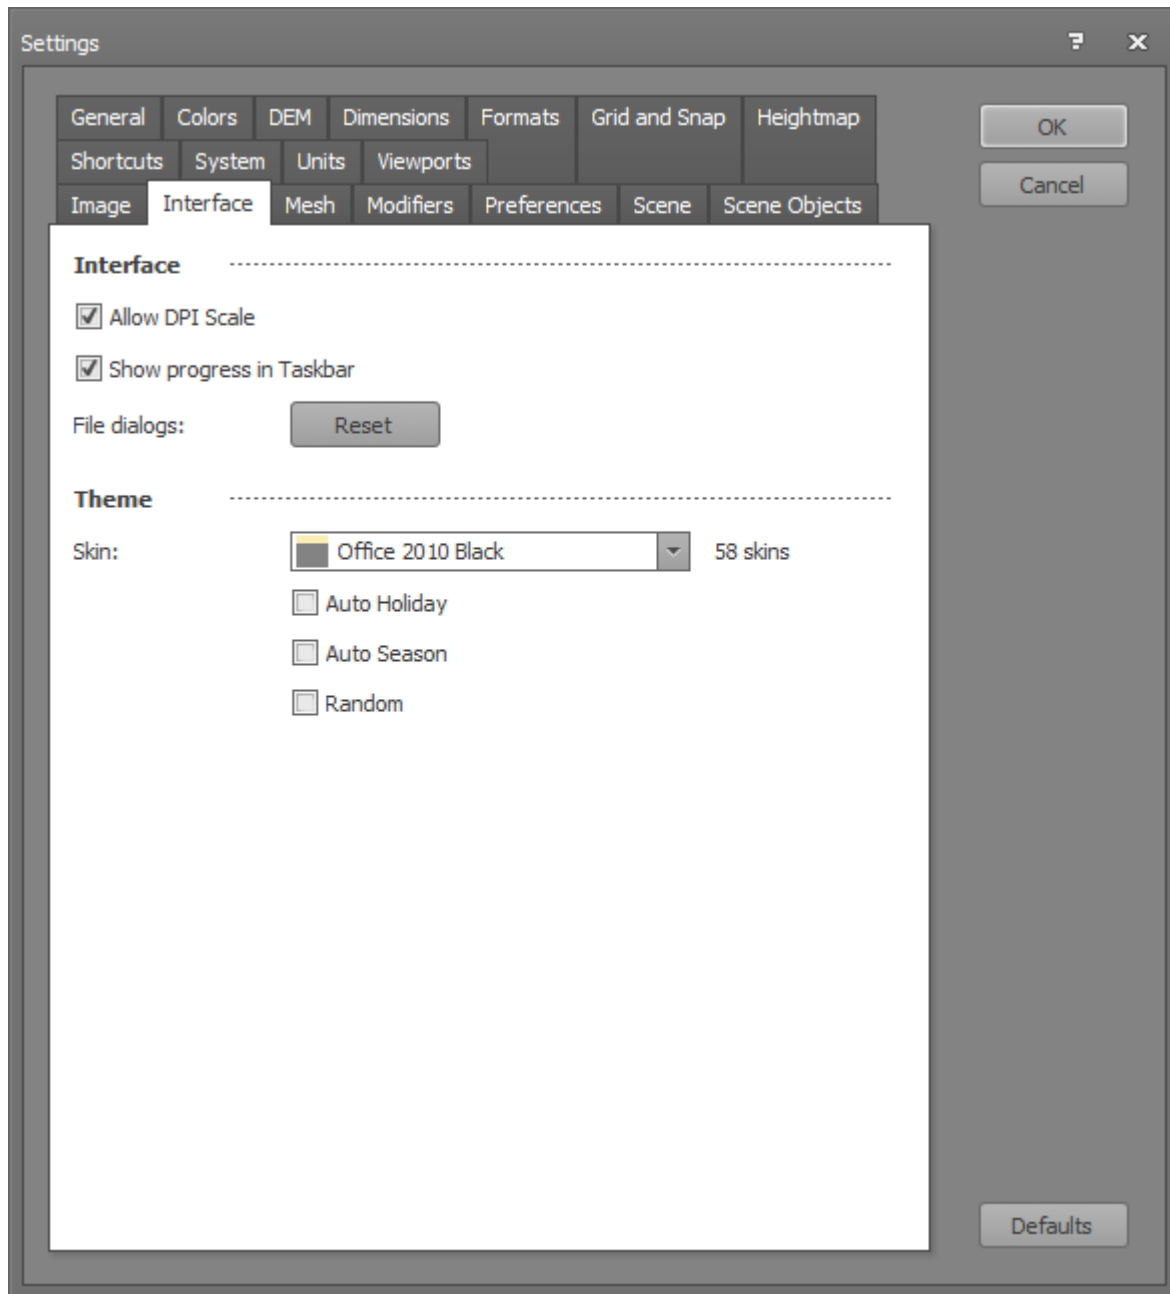 Settings
General Colors DEM Dimensions Formats Grid and Snap Heightmap
OK
Shortcuts System Units Viewports
Cancel
Image Interface Mesh Modifiers Preferences Scene Scene Objects
Interface
Allow DPI Scale
Show progress in Taskbar
File dialogs: Reset
Theme
Skin: Office 2010 Black 58 skins
Auto Holiday
Auto Season
Random
Defaults